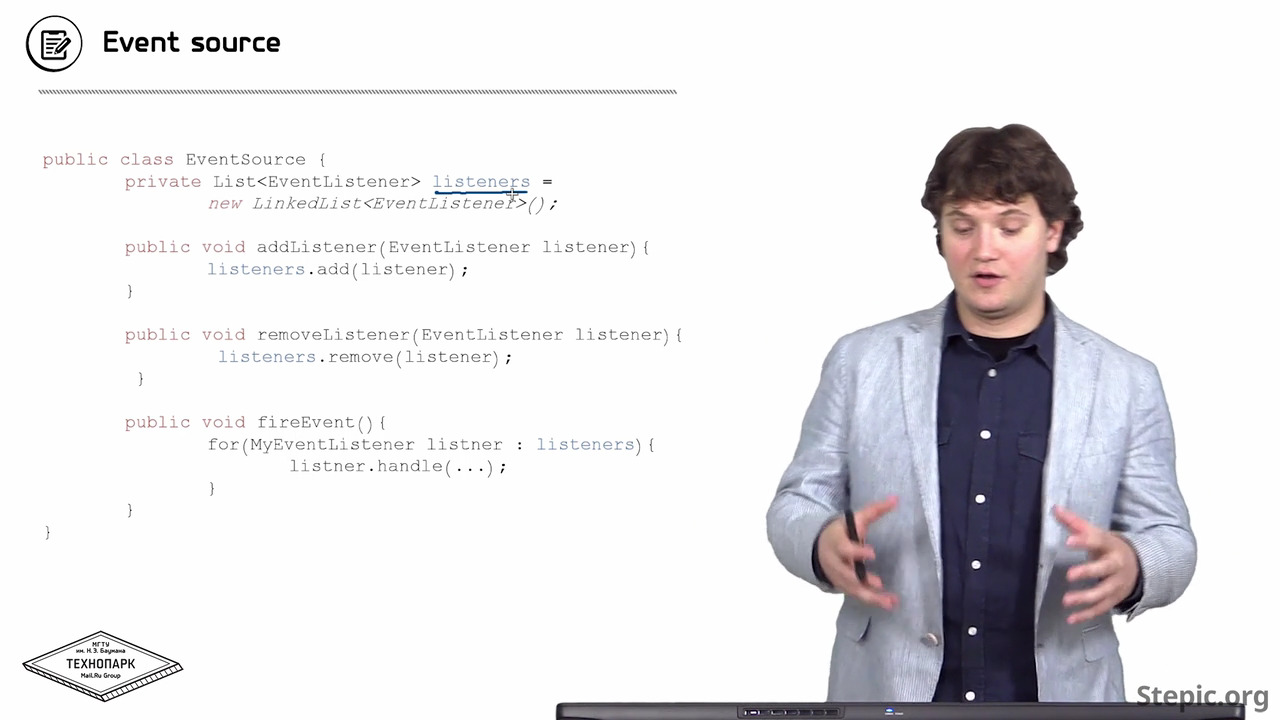 Event source
public class EventSource {
private List<EventListener> listeners =
new LinkedList<EventListener>();
public void addListener(EventListener listener){
listeners.add(listener);
}
public void removeListener(EventListener listener){
listeners.remove(listener);
}
public void fireEvent(){
for(MyEventListener listner : listeners){
listner.handle(...);
}
}
}
МГТУ
им. Н.Э. Баумана
ТЕХНОПАРК
Mail.Ru Group
Stepic.org